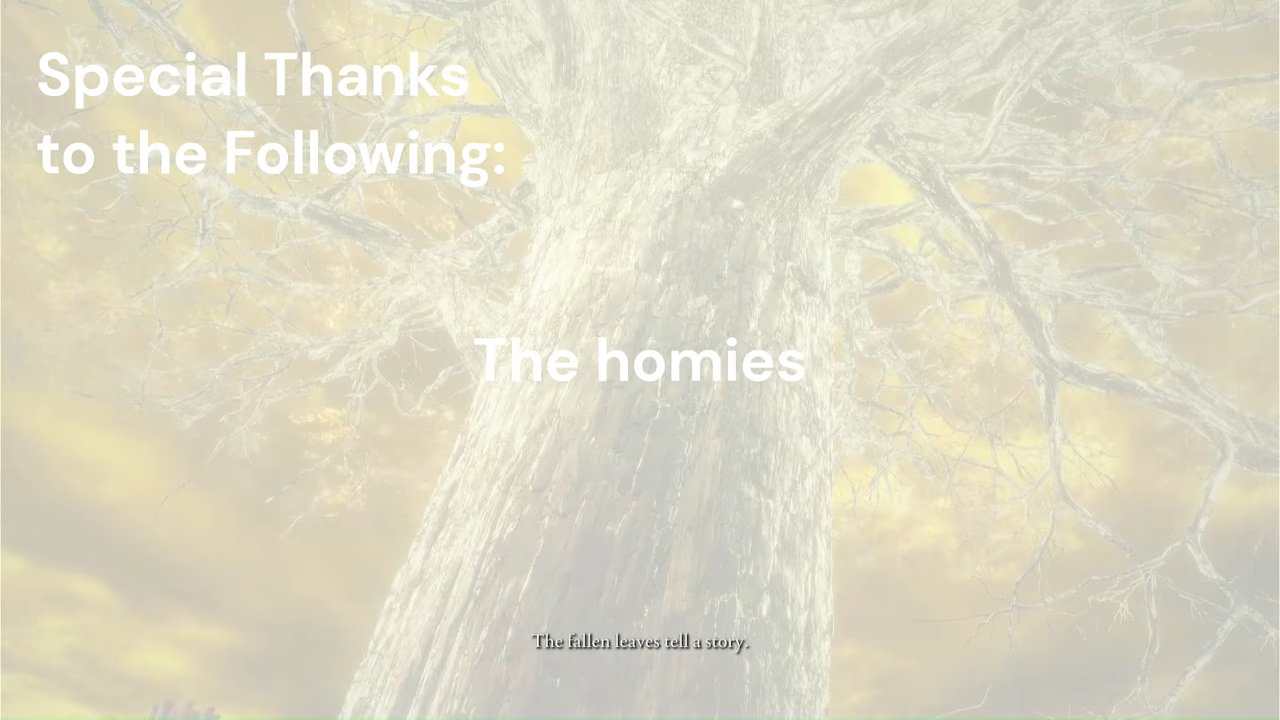 Special Thanks
to the Following:
The homies
The fallen leaves tell a story.